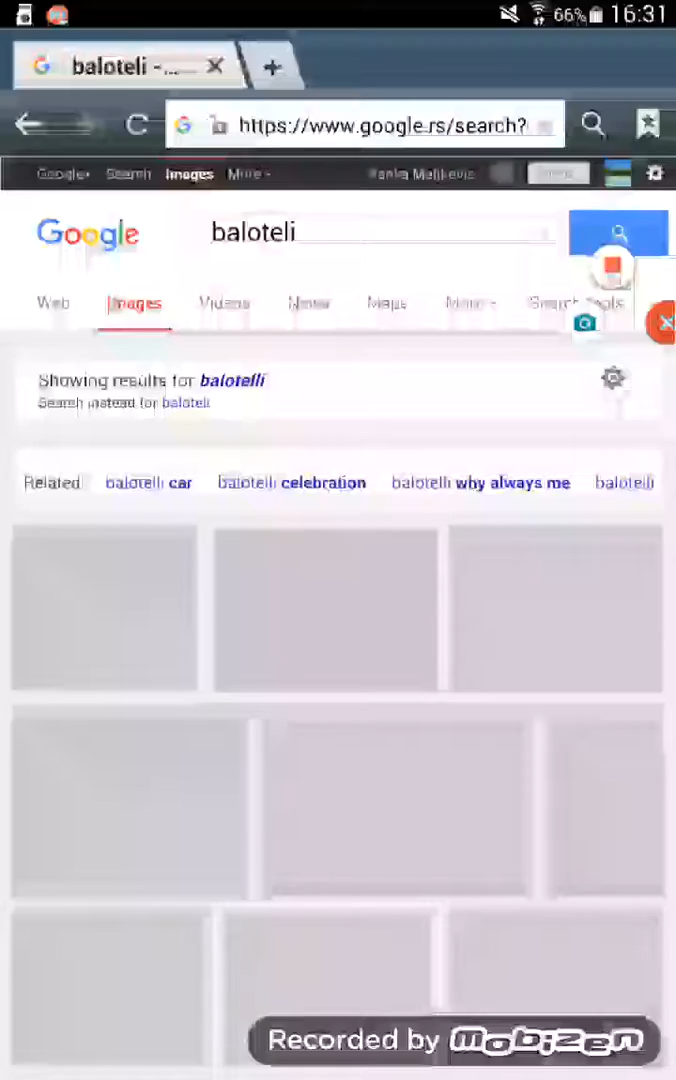 66% 16:31
baloteli -...
https://www.google.rs/search?
Google+ Search Images More
Google baloteli
Web Images Videos News Maps More Search tools
Showing results for balotelli
Search instead for baloteli
Related: balotelli car balotelli celebration balotelli why always me balotelli
Recorded by mobizen